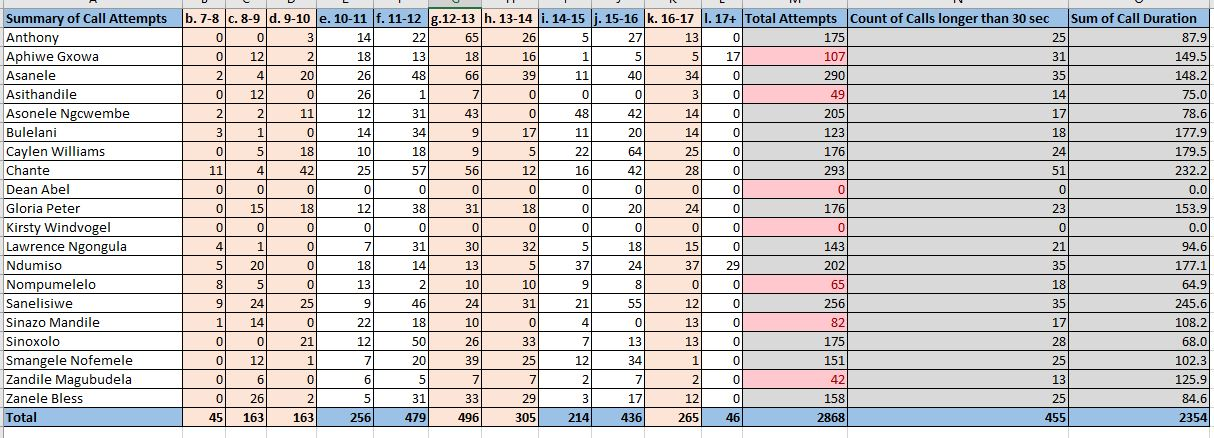 Summary of Call Attempts b. 7-8 c. 8-9 d. 9-10 e. 10-11 f. 11-12 g.12-13 h. 13-14 i. 14-15 j. 15-16 k. 16-17 l. 17+ Total Attempts Count of Calls longer than 30 sec Sum of Call Duration
Anthony 0 0 3 14 22 65 26 5 27 13 0 175 25 87.9
Aphiwe Gxowa 0 12 2 18 13 18 16 1 5 5 17 107 31 149.5
Asanele 2 4 20 26 48 66 39 11 40 34 0 290 35 148.2
Asithandile 0 12 0 26 1 7 0 0 0 3 0 49 14 75.0
Asonele Ngcwembe 2 2 11 12 31 43 0 48 42 14 0 205 17 78.6
Bulelani 3 1 0 14 34 9 17 11 20 14 0 123 18 177.9
Caylen Williams 0 5 18 10 18 9 5 22 64 25 0 176 24 179.5
Chante 11 4 42 25 57 56 12 16 42 28 0 293 51 232.2
Dean Abel 0 0 0 0 0 0 0 0 0 0 0 0 0 0.0
Gloria Peter 0 15 18 12 38 31 18 0 20 24 0 176 23 153.9
Kirsty Windvogel 0 0 0 0 0 0 0 0 0 0 0 0 0 0.0
Lawrence Ngongula 4 1 0 7 31 30 32 5 18 15 0 143 21 94.6
Ndumiso 5 20 0 18 14 13 5 37 24 37 29 202 35 177.1
Nompumelelo 8 5 0 13 2 10 10 9 8 0 0 65 18 64.9
Sanelisiwe 9 24 25 9 46 24 31 21 55 12 0 256 35 245.6
Sinazo Mandile 1 14 0 22 18 10 0 4 0 13 0 82 17 108.2
Sinoxolo 0 0 21 12 50 26 33 7 13 13 0 175 28 68.0
Smangele Nofemele 0 12 1 7 20 39 25 12 34 1 0 151 25 102.3
Zandile Magubudela 0 6 0 6 5 7 7 2 7 2 0 42 13 125.9
Zanele Bless 0 26 2 5 31 33 29 3 17 12 0 158 25 84.6
Total 45 163 163 256 479 496 305 214 436 265 46 2868 455 2354